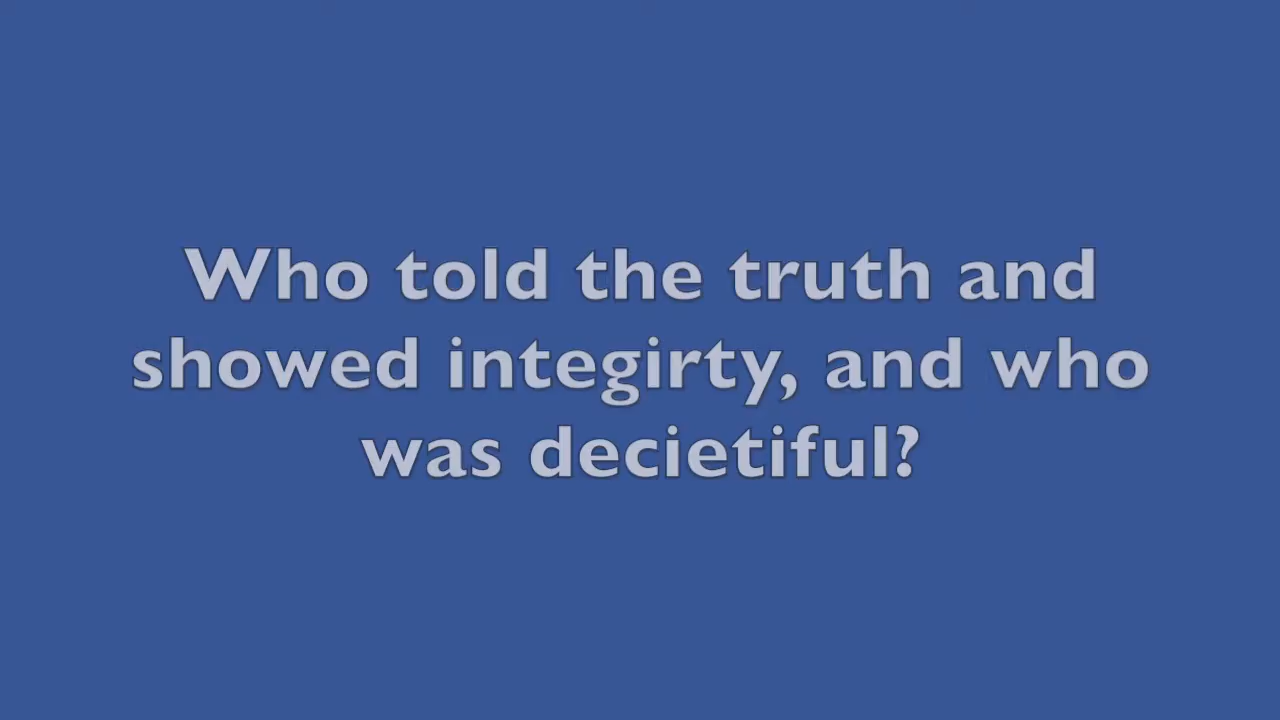 Who told the truth and
showed integirty, and who
was decietiful?